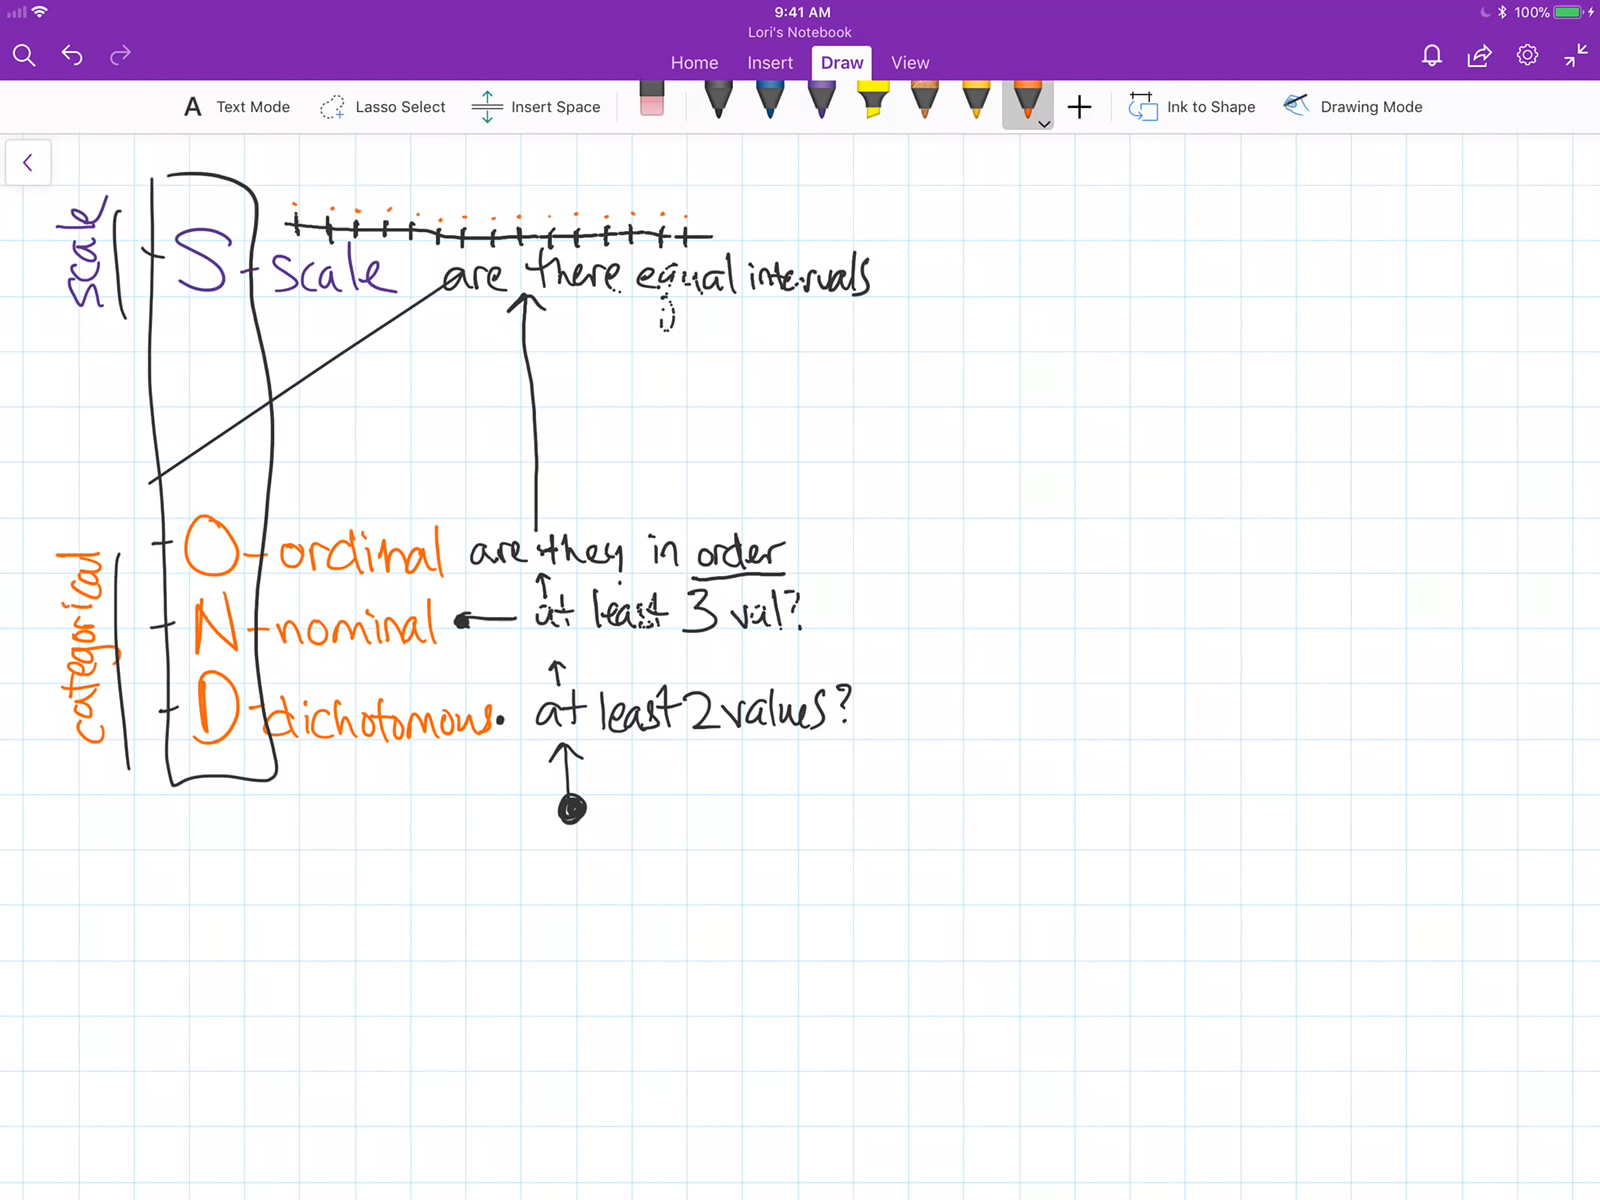 9:41 AM
100%
Lori's Notebook
Home Insert Draw View
A Text Mode Lasso Select Insert Space Ink to Shape Drawing Mode
scale
S - scale are there equal intervals
categorical
O - ordinal are they in order
N - nominal at least 3 val?
D - dichotomous. at least 2 values?